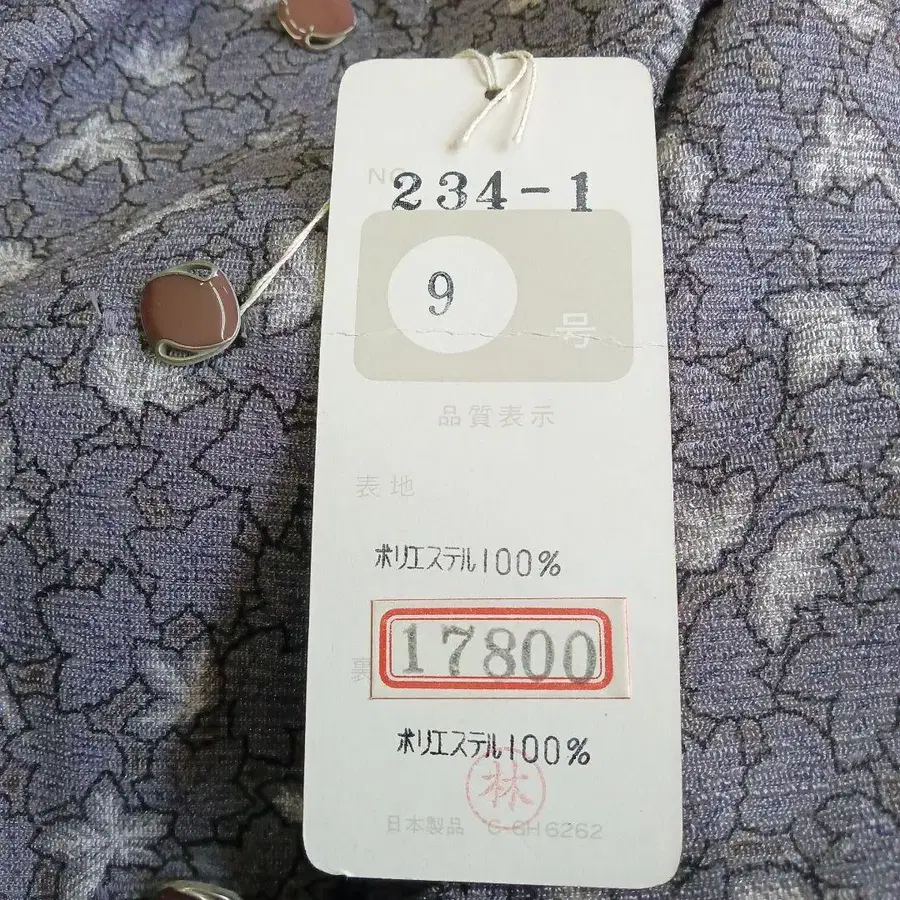 NO. 234-1
9 号
品質表示
表地
ポリエステル100%
17800
裏
ポリエステル100%
林
日本製品 C-6H6262